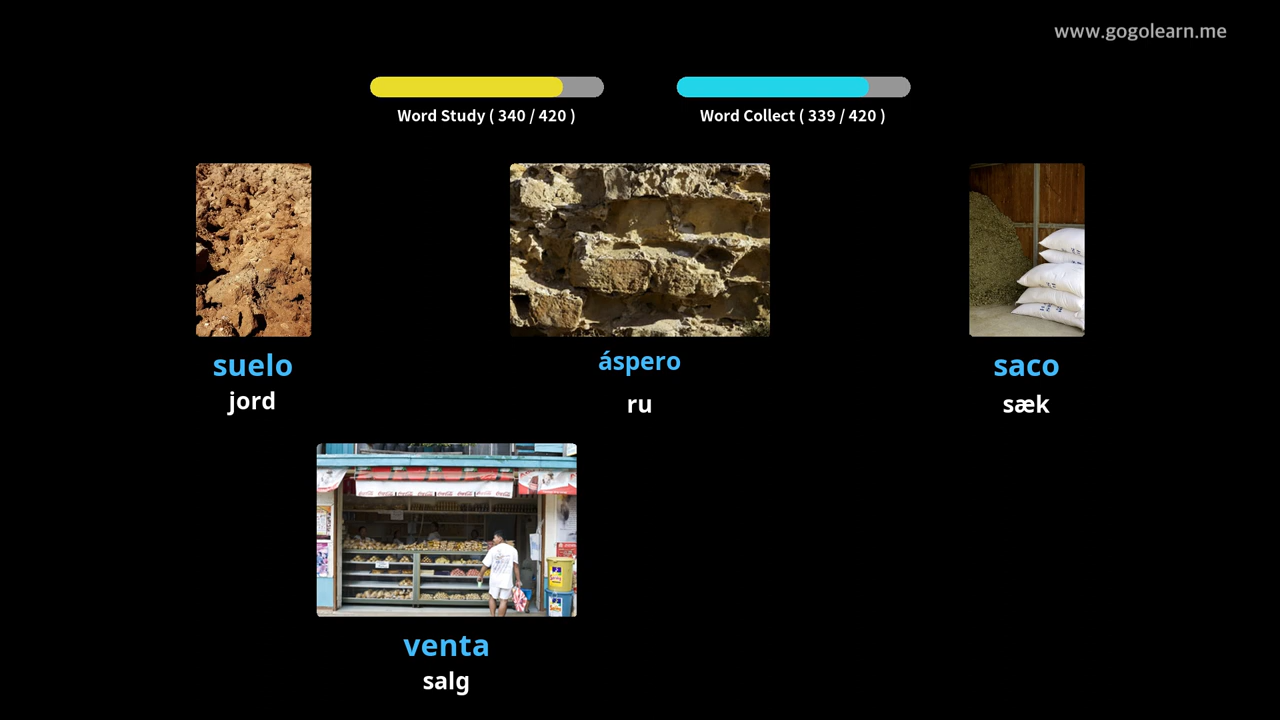 www.gogolearn.me
Word Study ( 340 / 420 )
Word Collect ( 339 / 420 )
suelo
jord
áspero
ru
saco
sæk
venta
salg